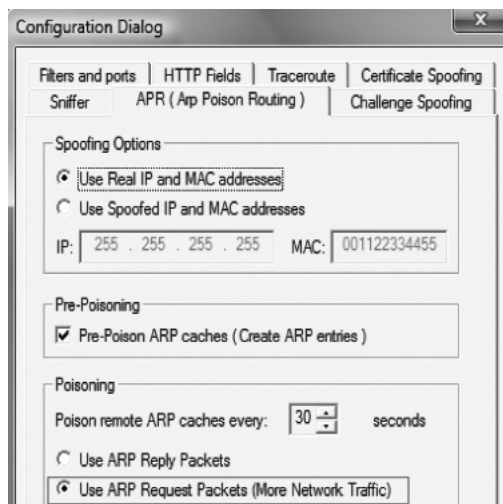 Configuration Dialog
x
Filters and ports HTTP Fields Traceroute Certificate Spoofing
Sniffer APR ( Arp Poison Routing ) Challenge Spoofing
Spoofing Options
Use Real IP and MAC addresses
Use Spoofed IP and MAC addresses
IP: 255 . 255 . 255 . 255 MAC: 001122334455
Pre-Poisoning
Pre-Poison ARP caches ( Create ARP entries )
Poisoning
Poison remote ARP caches every: 30 seconds
Use ARP Reply Packets
Use ARP Request Packets (More Network Traffic)